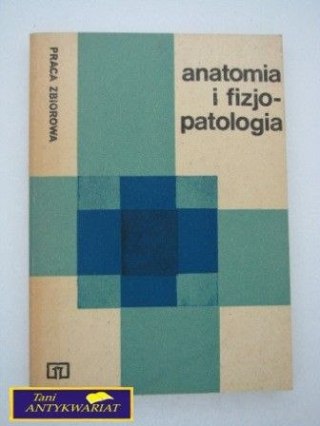 PRACA ZBIOROWA
anatomia
i fizjo-
patologia
Tani
ANTYKWARIAT